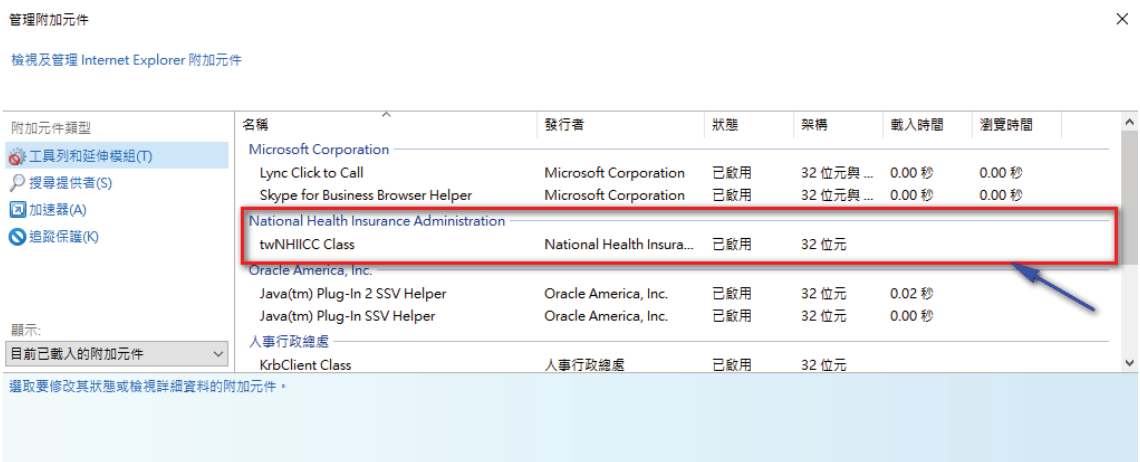 管理附加元件
檢視及管理 Internet Explorer 附加元件
附加元件類型
工具列和延伸模組(T)
搜尋提供者(S)
加速器(A)
追蹤保護(K)
顯示:
目前已載入的附加元件
名稱 發行者 狀態 架構 載入時間 瀏覽時間
Microsoft Corporation
Lync Click to Call Microsoft Corporation 已啟用 32 位元與 ... 0.00 秒 0.00 秒
Skype for Business Browser Helper Microsoft Corporation 已啟用 32 位元與 ... 0.00 秒 0.00 秒
National Health Insurance Administration
twNHIICC Class National Health Insura... 已啟用 32 位元
Oracle America, Inc.
Java(tm) Plug-In 2 SSV Helper Oracle America, Inc. 已啟用 32 位元 0.02 秒
Java(tm) Plug-In SSV Helper Oracle America, Inc. 已啟用 32 位元 0.00 秒
人事行政總處
KrbClient Class 人事行政總處 已啟用 32 位元
選取要修改其狀態或檢視詳細資料的附加元件。